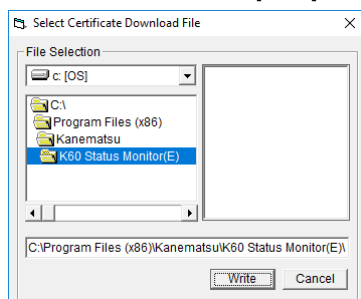 Select Certificate Download File
File Selection
c: [OS]
C:\
Program Files (x86)
Kanematsu
K60 Status Monitor(E)
C:\Program Files (x86)\Kanematsu\K60 Status Monitor(E)\
Write
Cancel